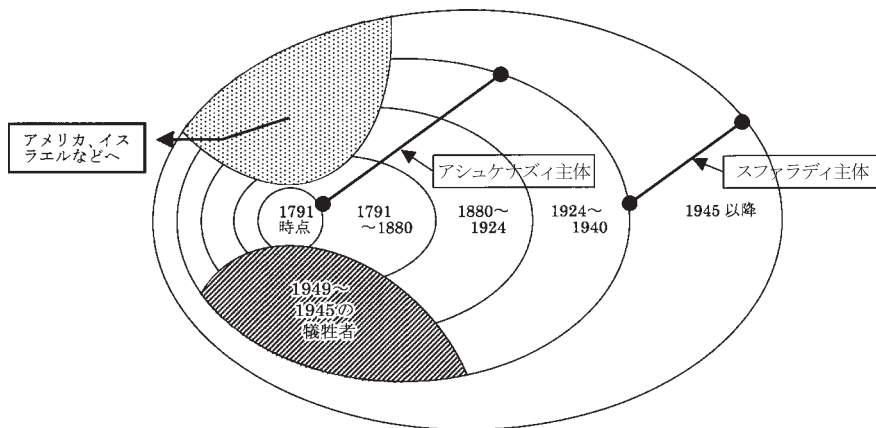 アメリカ、イス
ラエルなどへ
アシュケナズィ主体
スファラディ主体
1791
時点
1791
～1880
1880～
1924
1924～
1940
1945 以降
1949～
1945の
犠牲者